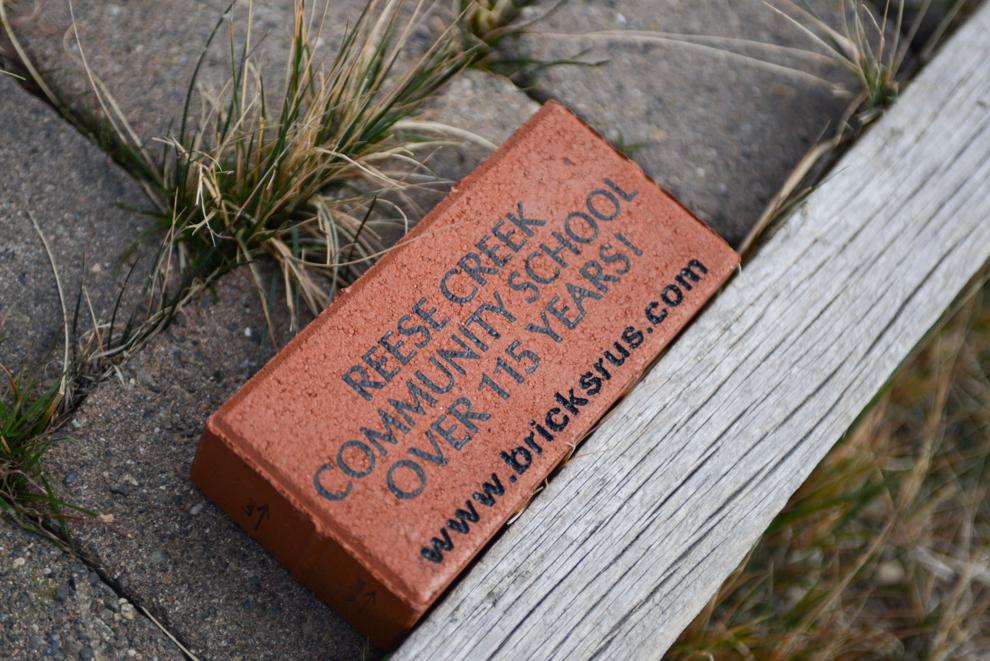 REESE CREEK
COMMUNITY SCHOOL
OVER 115 YEARS!
www.bricksrus.com